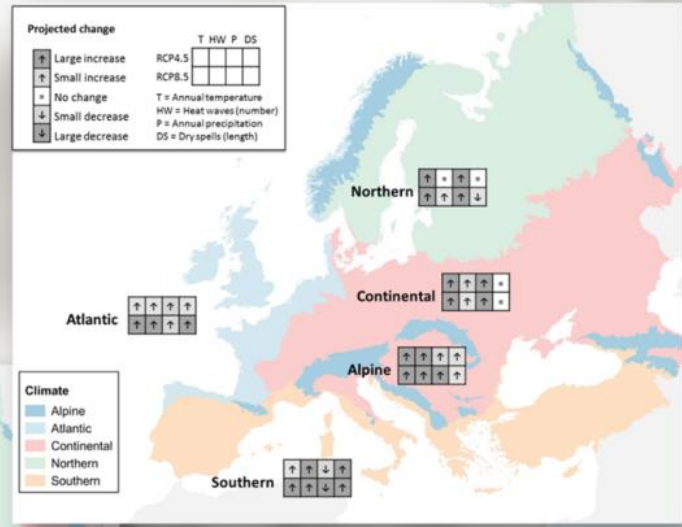 Projected change
T HW P DS
RCP4.5
RCP8.5
Large increase
Small increase
No change
Small decrease
Large decrease
T = Annual temperature
HW = Heat waves (number)
P = Annual precipitation
DS = Dry spells (length)
Northern
Continental
Atlantic
Alpine
Southern
Climate
Alpine
Atlantic
Continental
Northern
Southern